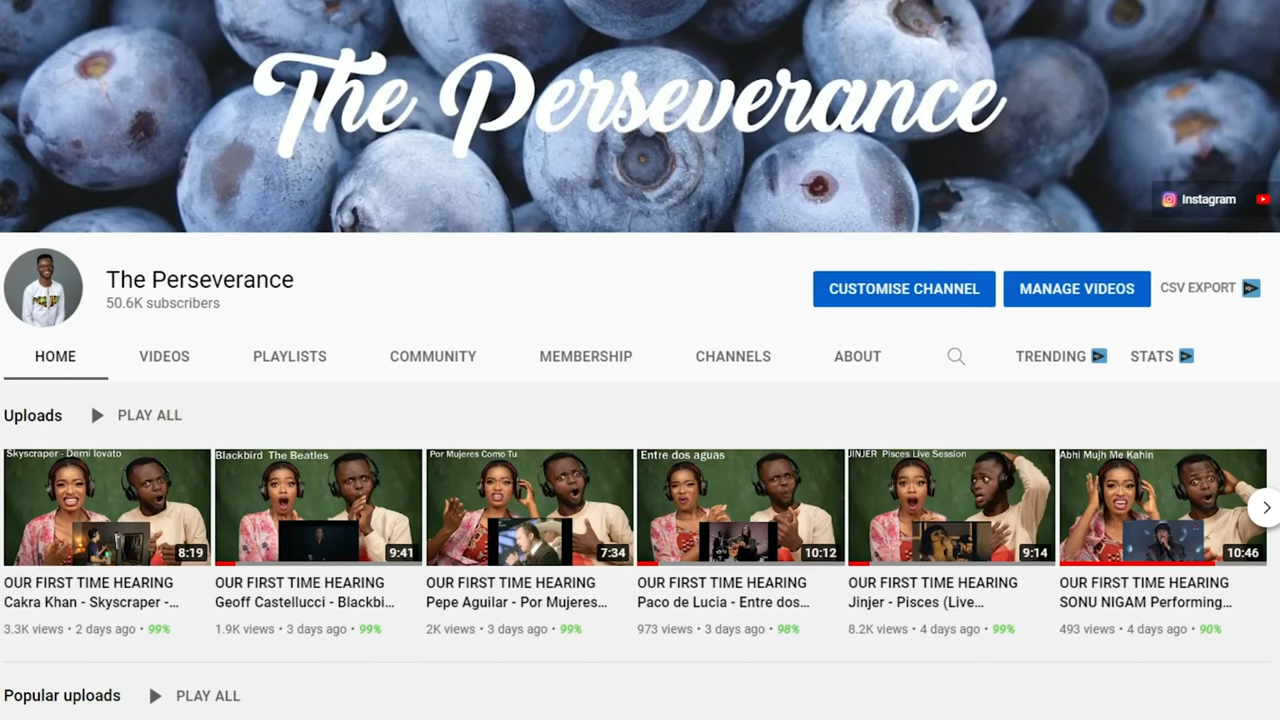 The Perseverance
Instagram
The Perseverance
50.6K subscribers
CUSTOMISE CHANNEL
MANAGE VIDEOS
CSV EXPORT
HOME
VIDEOS
PLAYLISTS
COMMUNITY
MEMBERSHIP
CHANNELS
ABOUT
TRENDING
STATS
Uploads
PLAY ALL
Skyscraper - Demi lovato
8:19
OUR FIRST TIME HEARING
Cakra Khan - Skyscraper -...
3.3K views • 2 days ago • 99%
Blackbird The Beatles
9:41
OUR FIRST TIME HEARING
Geoff Castellucci - Blackbi...
1.9K views • 3 days ago • 99%
Por Mujeres Como Tu
7:34
OUR FIRST TIME HEARING
Pepe Aguilar - Por Mujeres...
2K views • 3 days ago • 99%
Entre dos aguas
10:12
OUR FIRST TIME HEARING
Paco de Lucia - Entre dos...
973 views • 3 days ago • 98%
JINJER Pisces Live Session
9:14
OUR FIRST TIME HEARING
Jinjer - Pisces (Live...
8.2K views • 4 days ago • 99%
Abhi Mujh Me Kahin
10:46
OUR FIRST TIME HEARING
SONU NIGAM Performing...
493 views • 4 days ago • 90%
Popular uploads
PLAY ALL